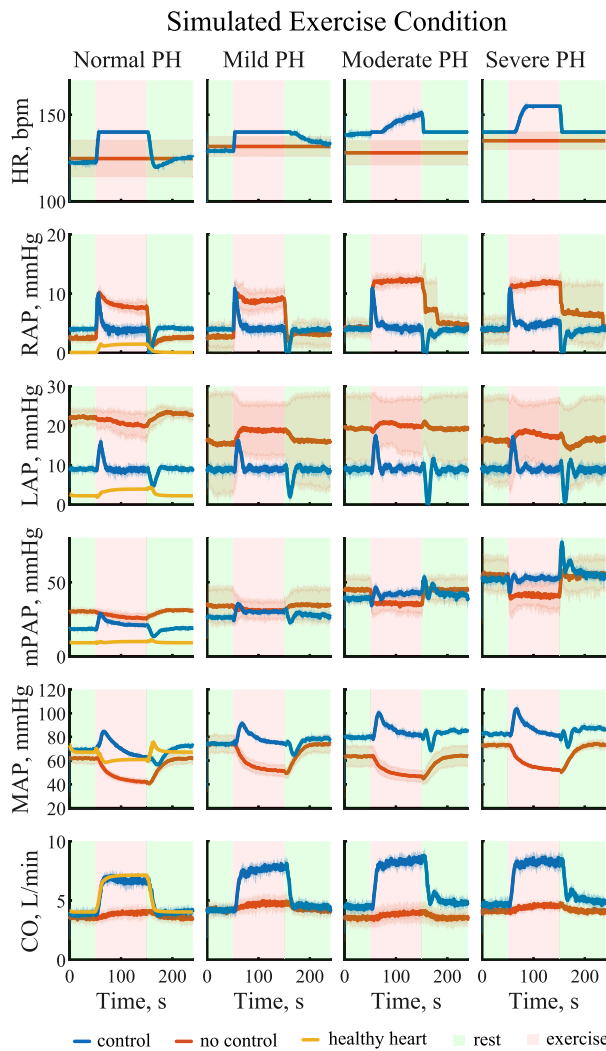 Simulated Exercise Condition
Normal PH Mild PH Moderate PH Severe PH
HR, bpm
150
100
RAP, mmHg
20
10
0
LAP, mmHg
30
20
10
0
mPAP, mmHg
50
0
MAP, mmHg
120
100
80
60
40
20
CO, L/min
10
5
0
0 100 200 0 100 200 0 100 200 0 100 200
Time, s Time, s Time, s Time, s
control no control healthy heart rest exercise